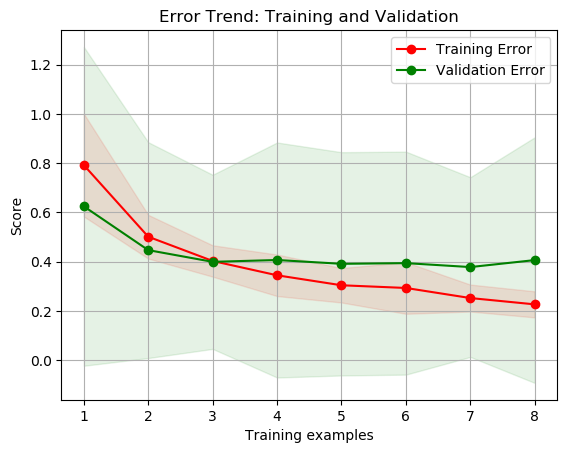 Error Trend: Training and Validation
Training Error
Validation Error
Score
1.2
1.0
0.8
0.6
0.4
0.2
0.0
1 2 3 4 5 6 7 8
Training examples